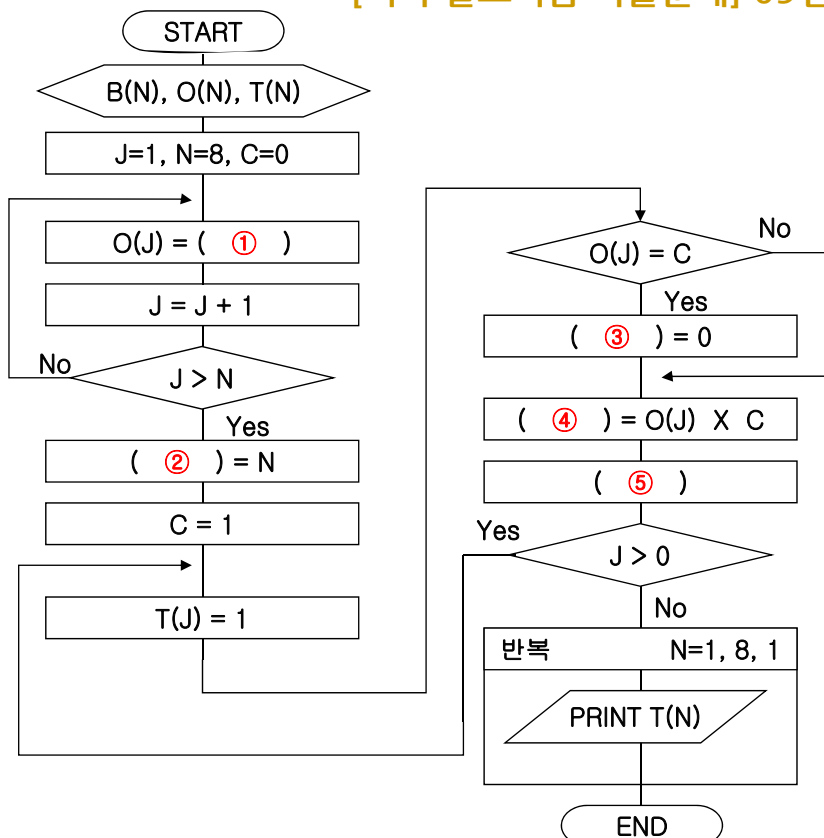 START
B(N), O(N), T(N)
J=1, N=8, C=0
O(J) = ( ① )
J = J + 1
No
J > N
Yes
( ② ) = N
C = 1
T(J) = 1
No
O(J) = C
Yes
( ③ ) = 0
( ④ ) = O(J) X C
( ⑤ )
Yes
J > 0
No
반복 N=1, 8, 1
PRINT T(N)
END